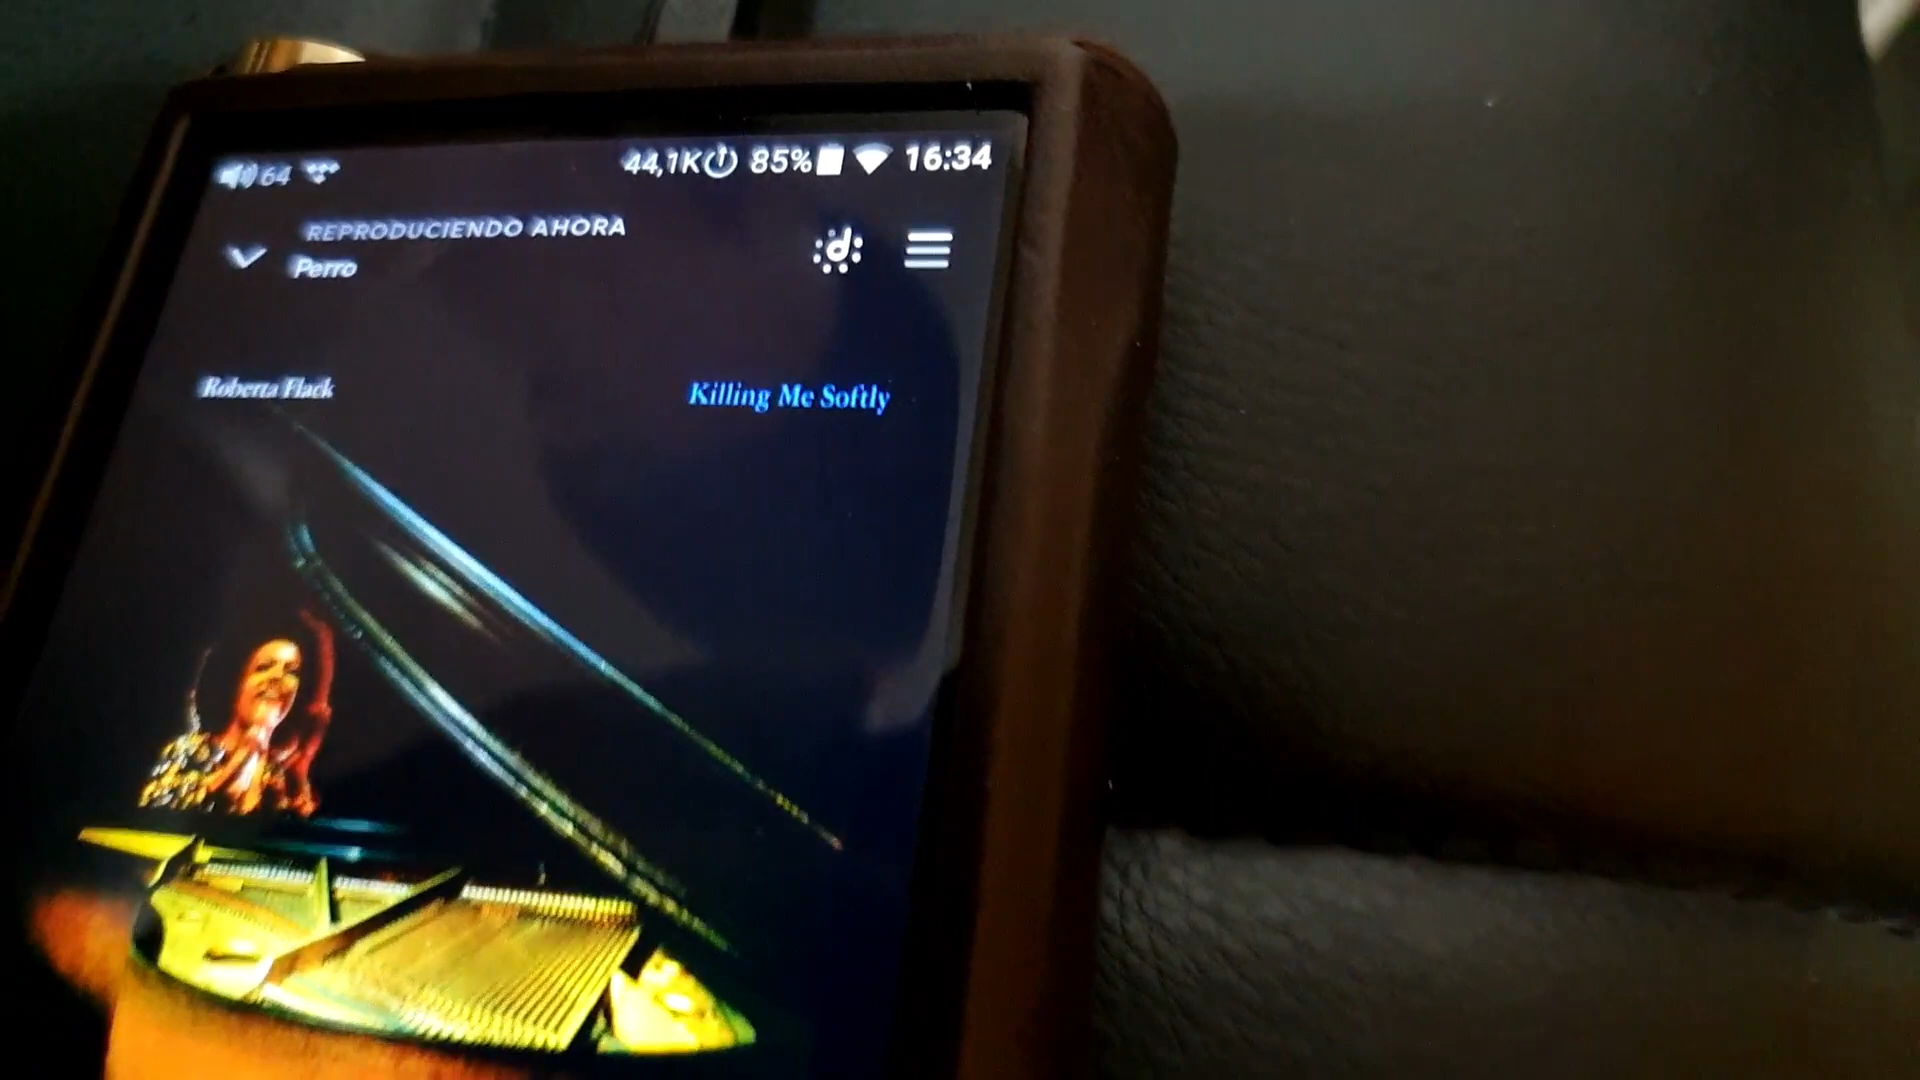 64 44,1K 85% 16:34
REPRODUCIENDO AHORA
Perro
Roberta Flack Killing Me Softly